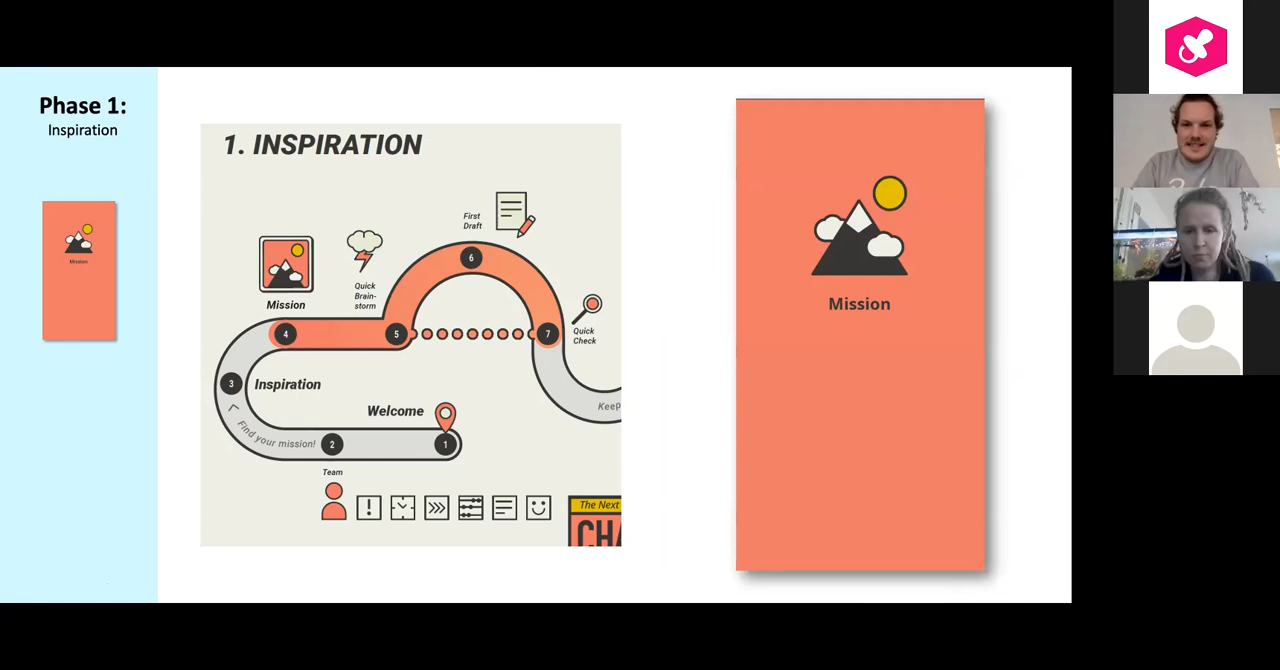 Phase 1:
Inspiration
Mission
1. INSPIRATION
First
Draft
Quick
Brain-
storm
Mission
Quick
Check
6
4
5
7
3
Inspiration
Welcome
Find your mission!
2
1
Keep
Team
The Next
CHA
Mission